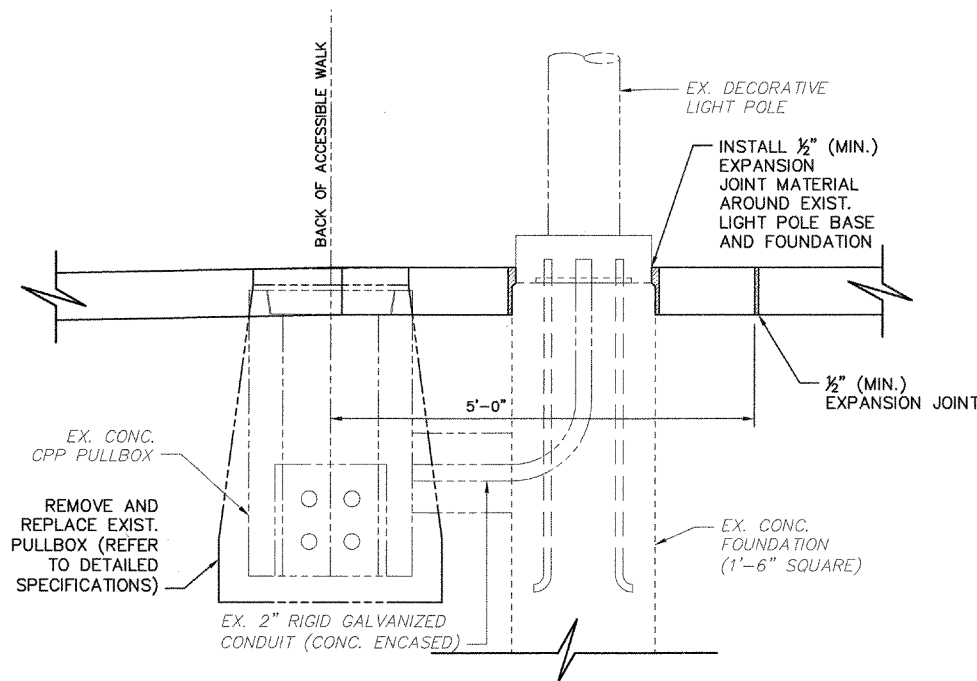 BACK OF ACCESSIBLE WALK
EX. DECORATIVE
LIGHT POLE
INSTALL ½" (MIN.)
EXPANSION
JOINT MATERIAL
AROUND EXIST.
LIGHT POLE BASE
AND FOUNDATION
5'-0"
½" (MIN.)
EXPANSION JOINT
EX. CONC.
CPP PULLBOX
REMOVE AND
REPLACE EXIST.
PULLBOX (REFER
TO DETAILED
SPECIFICATIONS)
EX. CONC.
FOUNDATION
(1'-6" SQUARE)
EX. 2" RIGID GALVANIZED
CONDUIT (CONC. ENCASED)